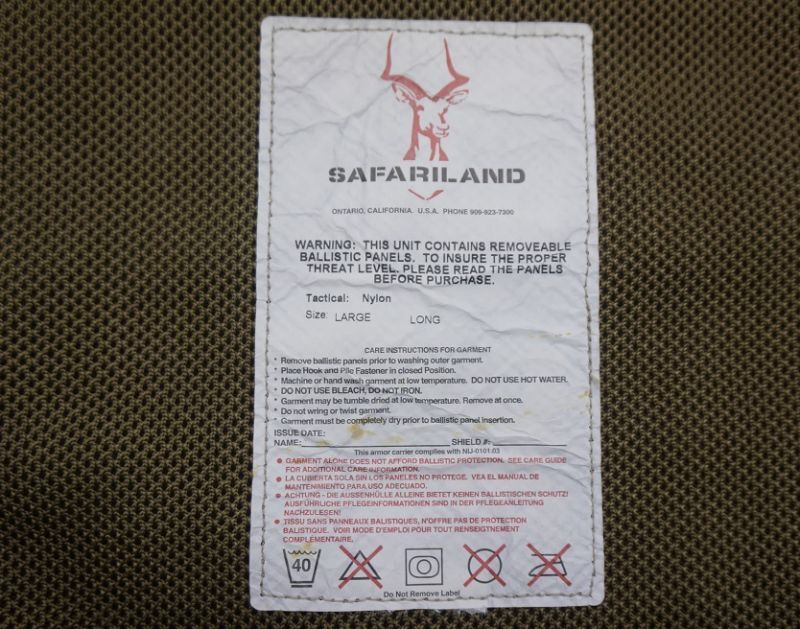 SAFARILAND
ONTARIO, CALIFORNIA. U.S.A. PHONE 909-923-7300
WARNING: THIS UNIT CONTAINS REMOVEABLE
BALLISTIC PANELS. TO INSURE THE PROPER
THREAT LEVEL. PLEASE READ THE PANELS
BEFORE PURCHASE.
Tactical: Nylon
Size: LARGE LONG
CARE INSTRUCTIONS FOR GARMENT
* Remove ballistic panels prior to washing outer garment.
* Place Hook and Pile Fastener in closed Position.
* Machine or hand wash garment at low temperature. DO NOT USE HOT WATER.
* DO NOT USE BLEACH, DO NOT IRON.
* Garment may be tumble dried at low temperature. Remove at once.
* Do not wring or twist garment.
* Garment must be completely dry prior to ballistic panel insertion.
ISSUE DATE:
NAME: SHIELD #:
This armor carrier complies with NIJ-0101.03
• GARMENT ALONE DOES NOT AFFORD BALLISTIC PROTECTION. SEE CARE GUIDE
FOR ADDITIONAL CARE INFORMATION.
• LA CUBIERTA SOLA SIN LOS PANELES NO PROTEGE. VEA EL MANUAL DE
MANTENIMIENTO PARA USO ADECUADO.
• ACHTUNG - DIE AUSSENHÜLLE ALLEINE BIETET KEINEN BALLISTISCHEN SCHUTZ!
AUSFÜHRLICHE PFLEGEINFORMATIONEN SIND IN DER PFLEGEANLEITUNG
NACHZULESEN!
• TISSU SANS PANNEAUX BALISTIQUES, N'OFFRE PAS DE PROTECTION
BALISTIQUE. VOIR MODE D'EMPLOI POUR TOUT RENSEIGTNEMENT
COMPLÉMENTAIRE.
40
Do Not Remove Label